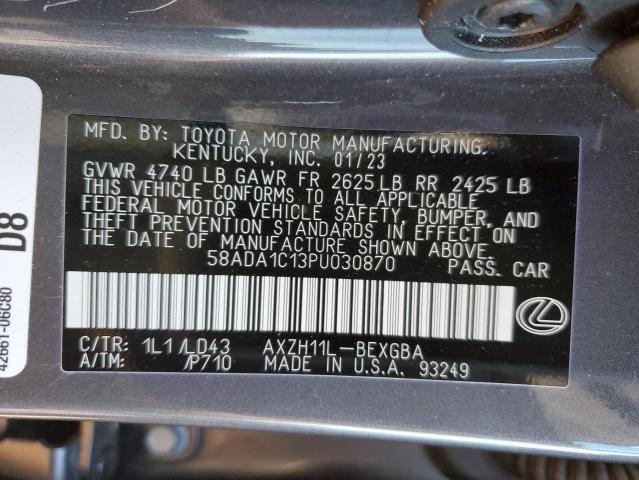 MFD. BY: TOYOTA MOTOR MANUFACTURING,
KENTUCKY, INC. 01/23
GVWR 4740 LB GAWR FR 2625 LB RR 2425 LB
THIS VEHICLE CONFORMS TO ALL APPLICABLE
FEDERAL MOTOR VEHICLE SAFETY, BUMPER, AND
THEFT PREVENTION STANDARDS IN EFFECT ON
THE DATE OF MANUFACTURE SHOWN ABOVE.
58ADA1C13PU030870 PASS. CAR
C/TR: 1L1/LD43 AXZH11L-BEXGBA
A/TM: /P710 MADE IN U.S.A. 93249
D8
42661-06C80